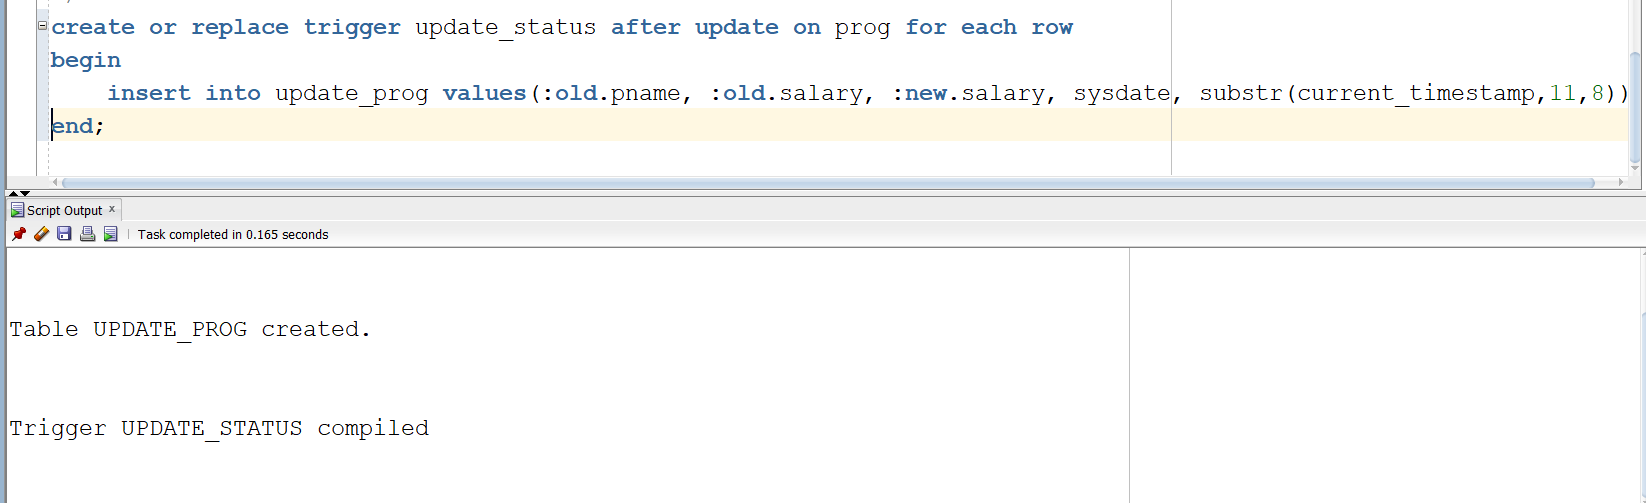 create or replace trigger update_status after update on prog for each row
begin
insert into update_prog values(:old.pname, :old.salary, :new.salary, sysdate, substr(current_timestamp,11,8))
end;
Script Output x
Task completed in 0.165 seconds
Table UPDATE_PROG created.
Trigger UPDATE_STATUS compiled